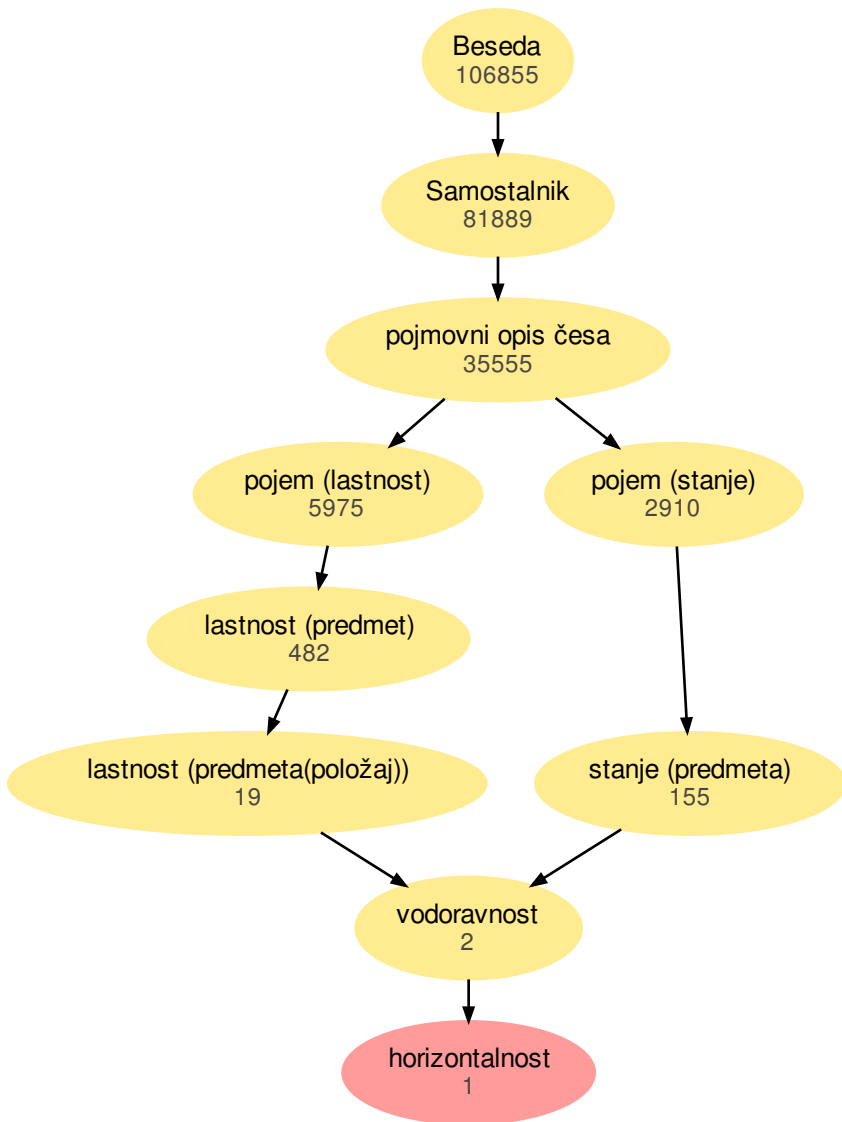 Beseda
106855
Samostalnik
81889
pojmovni opis česa
35555
pojem (lastnost)
5975
pojem (stanje)
2910
lastnost (predmet)
482
lastnost (predmeta(položaj))
19
stanje (predmeta)
155
vodoravnost
2
horizontalnost
1